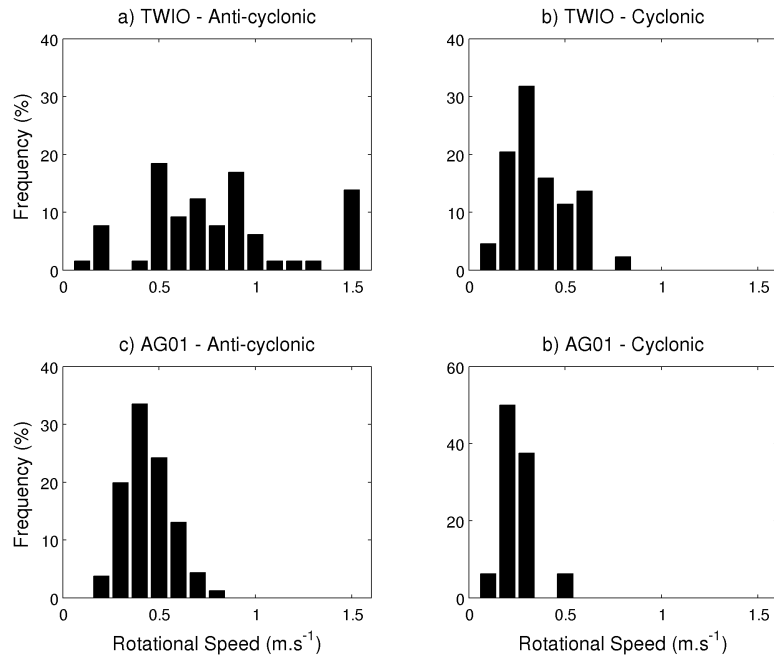 a) TWIO - Anti-cyclonic
b) TWIO - Cyclonic
40
30
20
10
0
Frequency (%)
0 0.5 1 1.5
40
30
20
10
0
0 0.5 1 1.5
c) AG01 - Anti-cyclonic
b) AG01 - Cyclonic
40
30
20
10
0
Frequency (%)
0 0.5 1 1.5
Rotational Speed (m.s⁻¹)
60
40
20
0
0 0.5 1 1.5
Rotational Speed (m.s⁻¹)